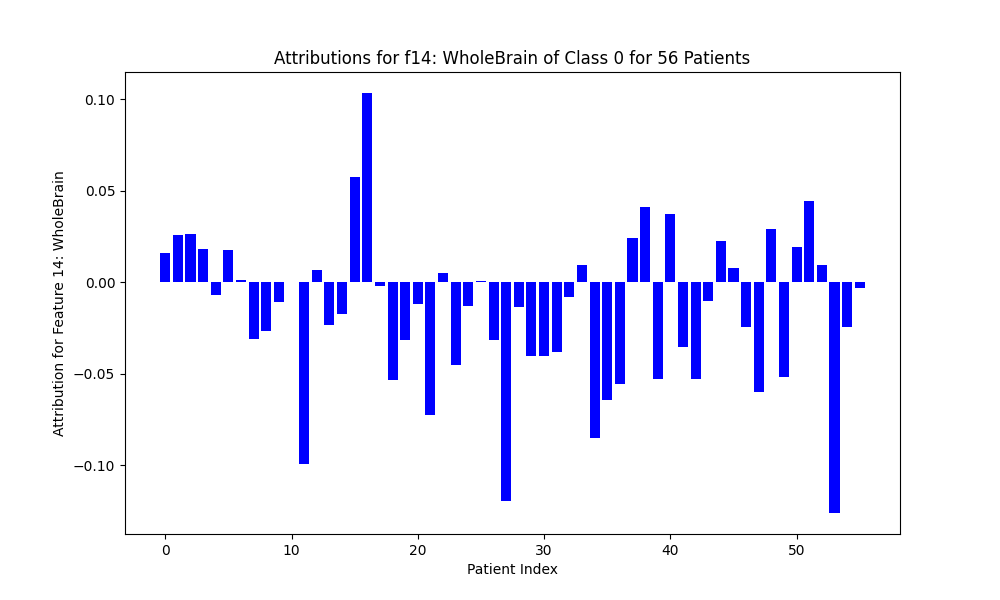 Attributions for f14: WholeBrain of Class 0 for 56 Patients
Attribution for Feature 14: WholeBrain
0.10
0.05
0.00
−0.05
−0.10
0 10 20 30 40 50
Patient Index